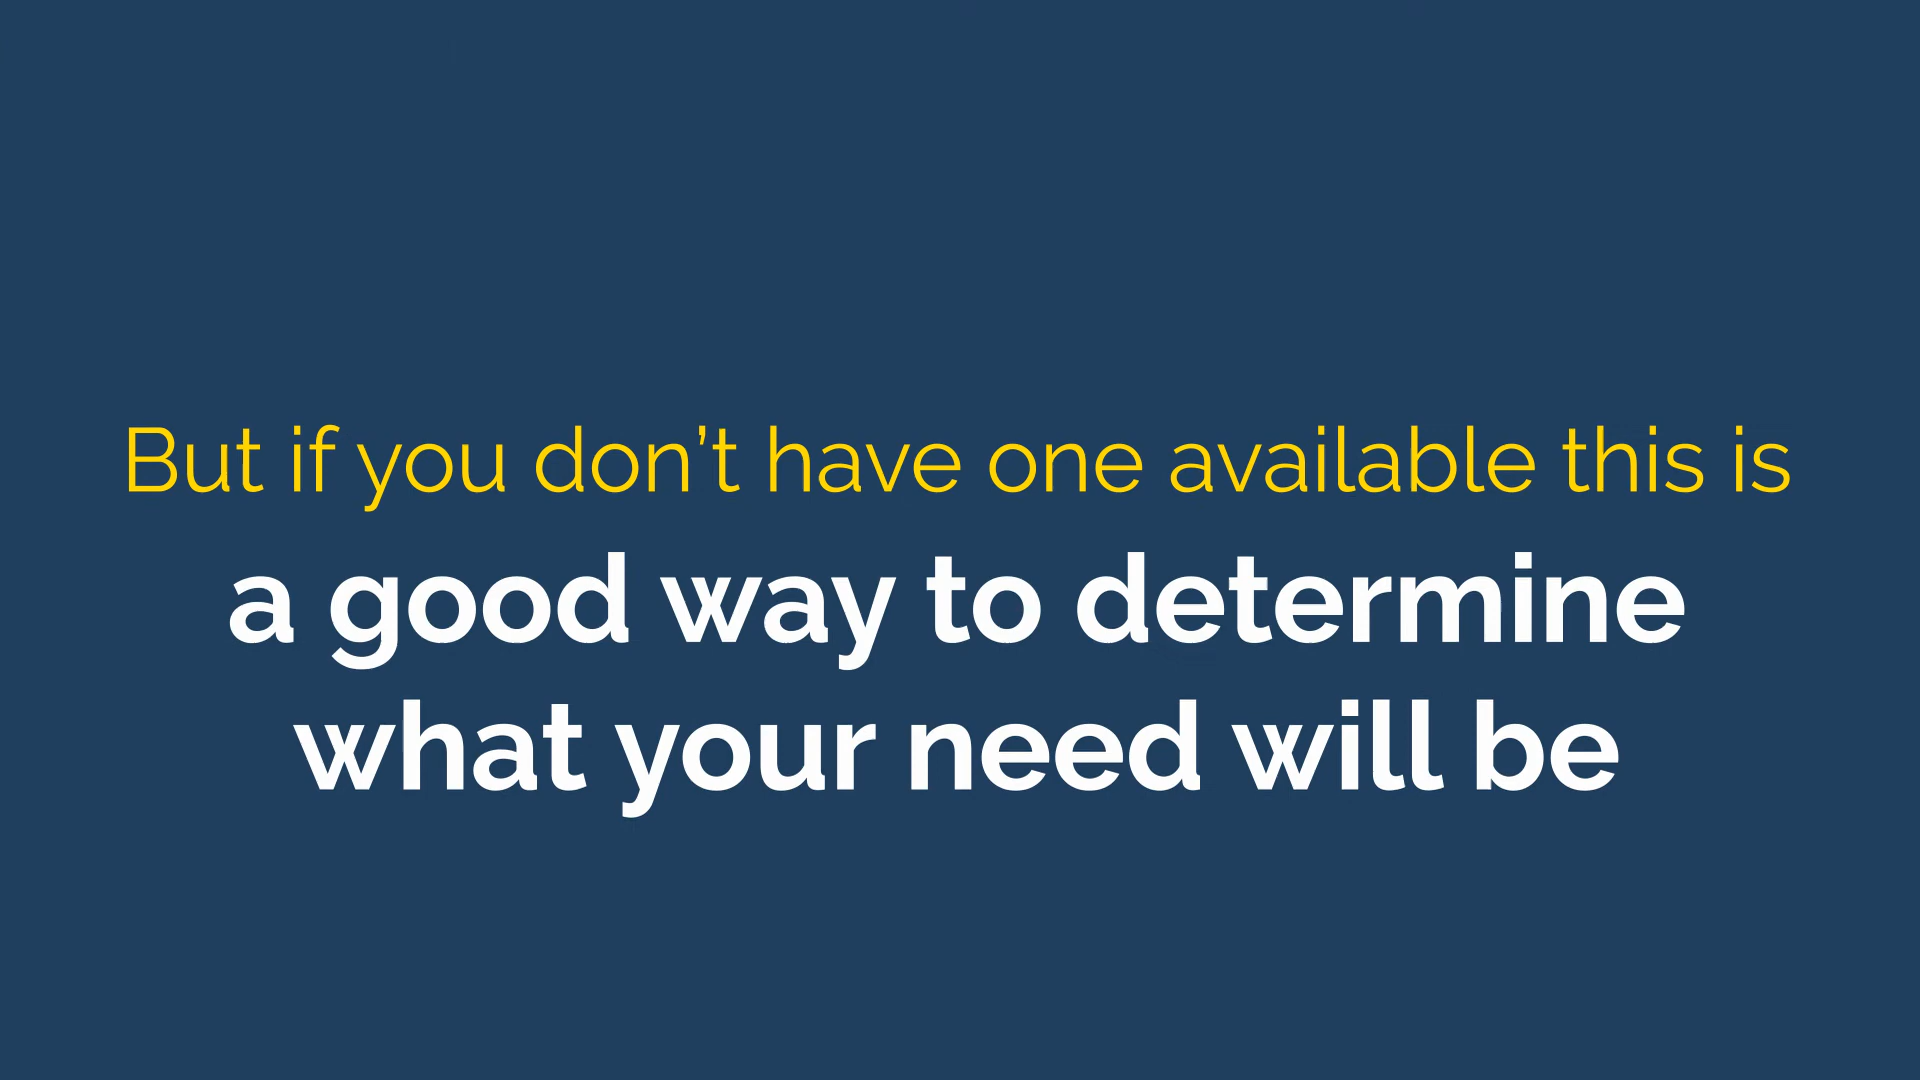 But if you don’t have one available this is
a good way to determine
what your need will be